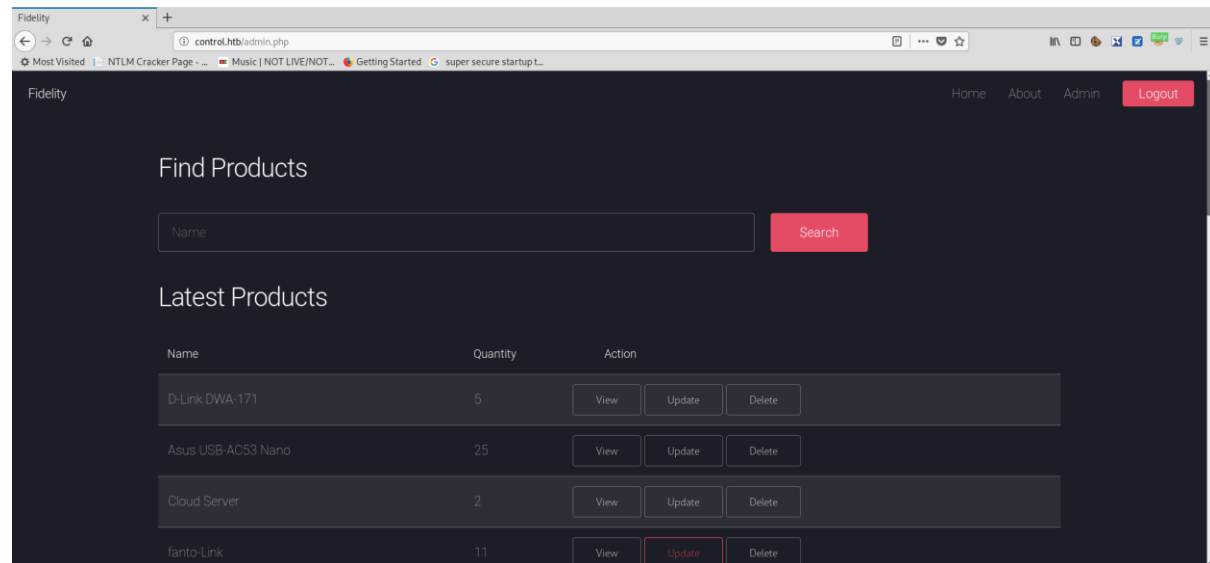 Fidelity × +
control.htb/admin.php
Most Visited NTLM Cracker Page - ... Music | NOT LIVE/NOT... Getting Started G super secure startup t...
Fidelity Home About Admin Logout
Find Products
Name Search
Latest Products
Name Quantity Action
D-Link DWA-171 5 View Update Delete
Asus USB-AC53 Nano 25 View Update Delete
Cloud Server 2 View Update Delete
fanto-Link 11 View Update Delete